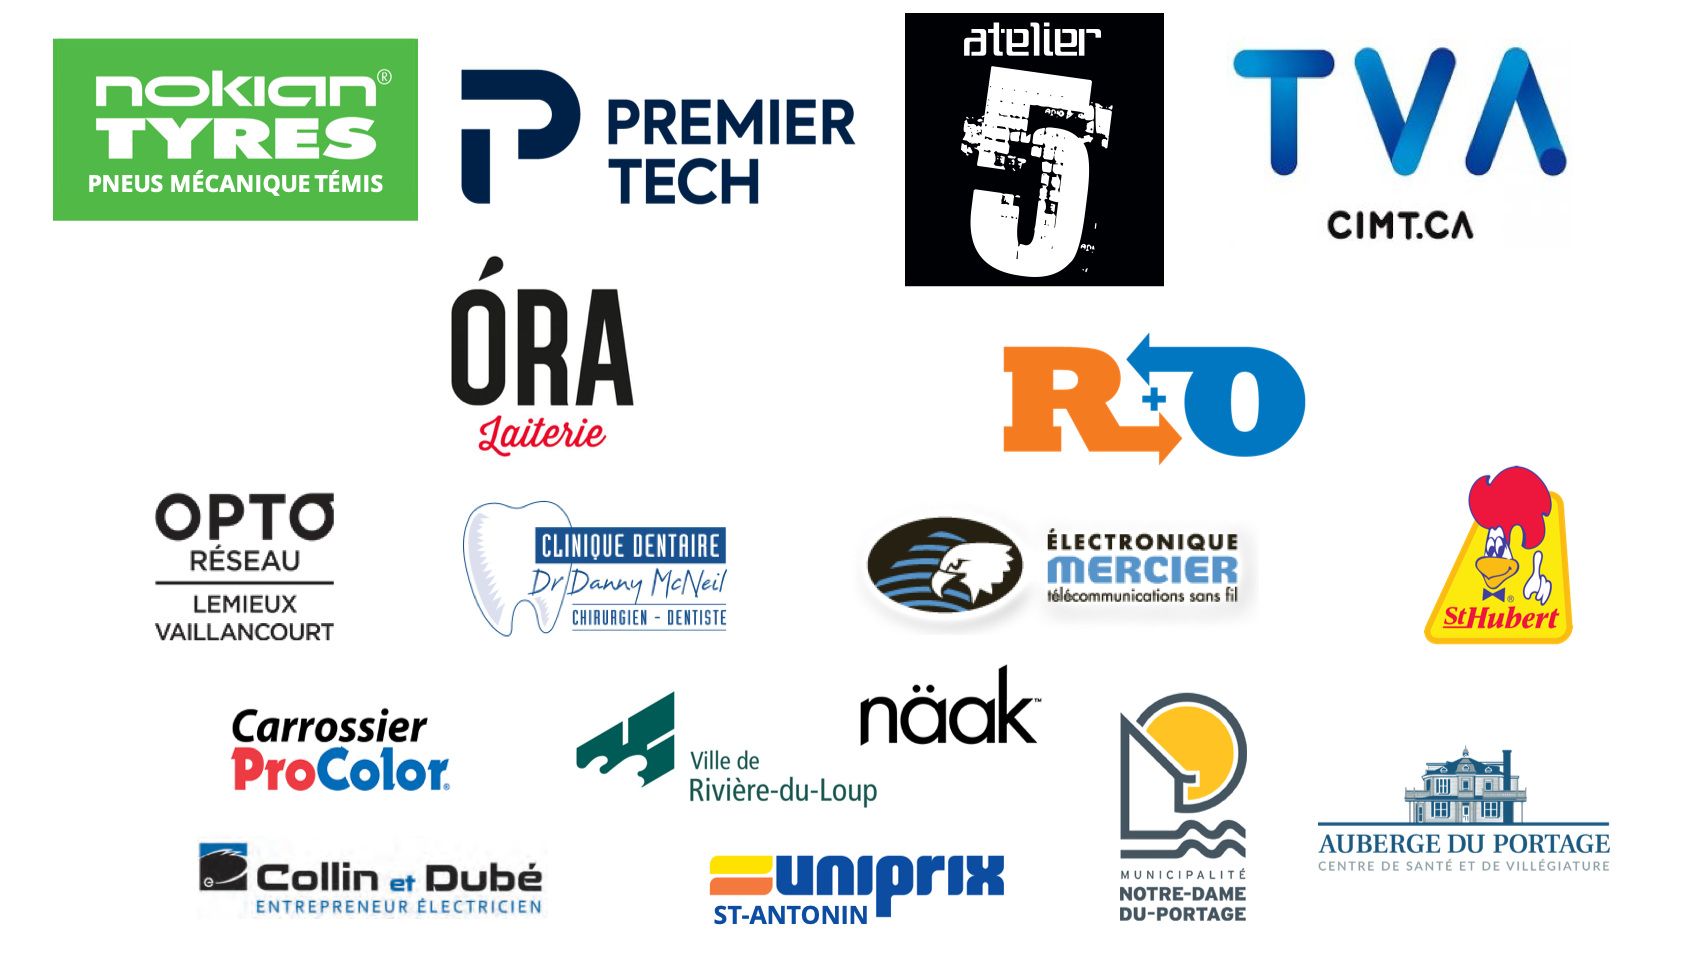 nokian®
TYRES
PNEUS MÉCANIQUE TÉMIS
PREMIER
TECH
atelier
5
TVA
CIMT.CA
ÓRA
Laiterie
R+O
OPTO
RÉSEAU
LEMIEUX
VAILLANCOURT
CLINIQUE DENTAIRE
Dr Danny McNeil
CHIRURGIEN - DENTISTE
ÉLECTRONIQUE
MERCIER
télécommunications sans fil
StHubert®
Carrossier
ProColor®
Ville de
Rivière-du-Loup
näak™
MUNICIPALITÉ
NOTRE-DAME
DU-PORTAGE
AUBERGE DU PORTAGE
CENTRE DE SANTÉ ET DE VILLÉGIATURE
Collin et Dubé
ENTREPRENEUR ÉLECTRICIEN
uniprix
ST-ANTONIN